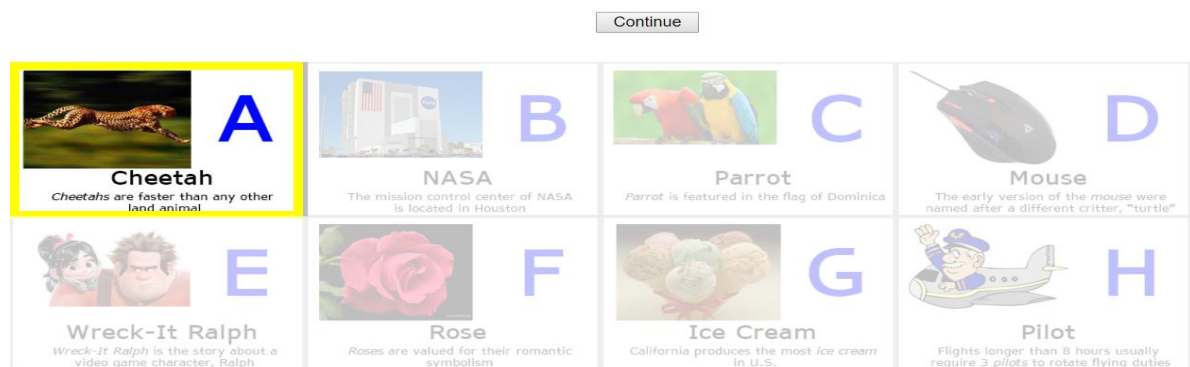 Continue
A
Cheetah
Cheetahs are faster than any other
land animal
B
NASA
The mission control center of NASA
is located in Houston
C
Parrot
Parrot is featured in the flag of Dominica
D
Mouse
The early version of the mouse were
named after a different critter, "turtle"
E
Wreck-It Ralph
Wreck-It Ralph is the story about a
video game character, Ralph
F
Rose
Roses are valued for their romantic
symbolism
G
Ice Cream
California produces the most ice cream
in U.S.
H
Pilot
Flights longer than 8 hours usually
require 3 pilots to rotate flying duties